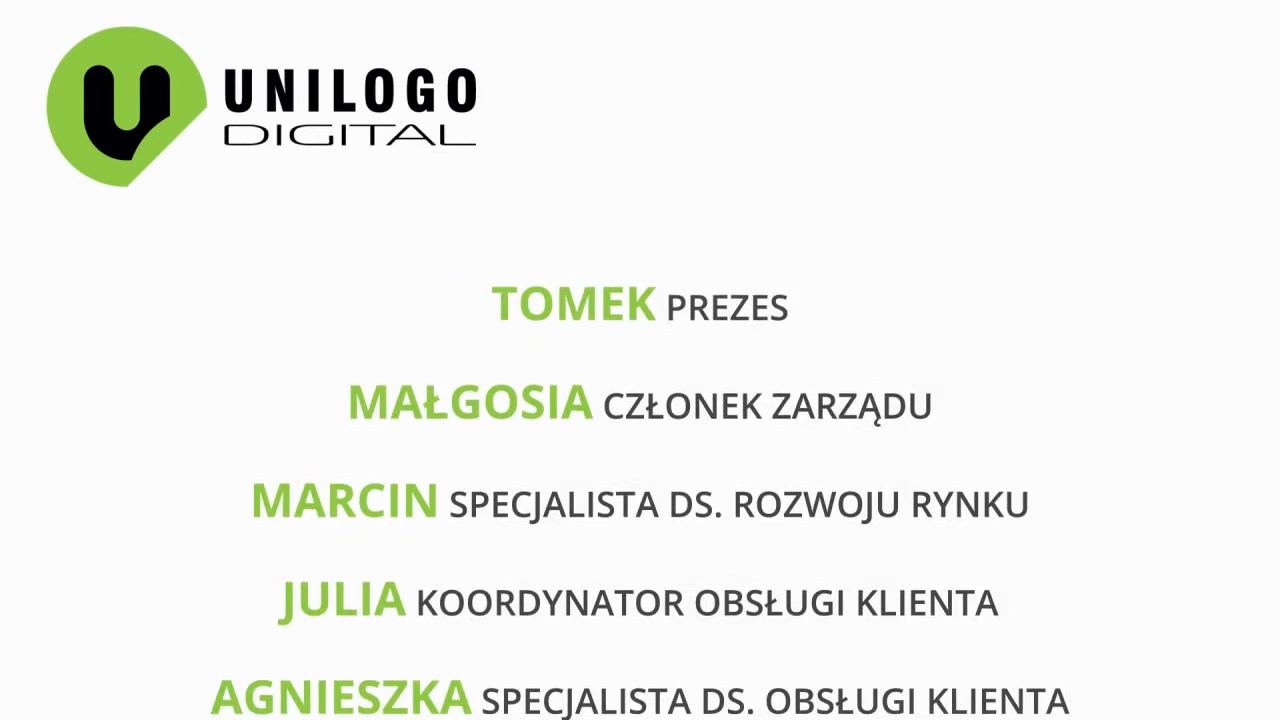 UNILOGO
DIGITAL
TOMEK PREZES
MAŁGOSIA CZŁONEK ZARZĄDU
MARCIN SPECJALISTA DS. ROZWOJU RYNKU
JULIA KOORDYNATOR OBSŁUGI KLIENTA
AGNIESZKA SPECJALISTA DS. OBSŁUGI KLIENTA